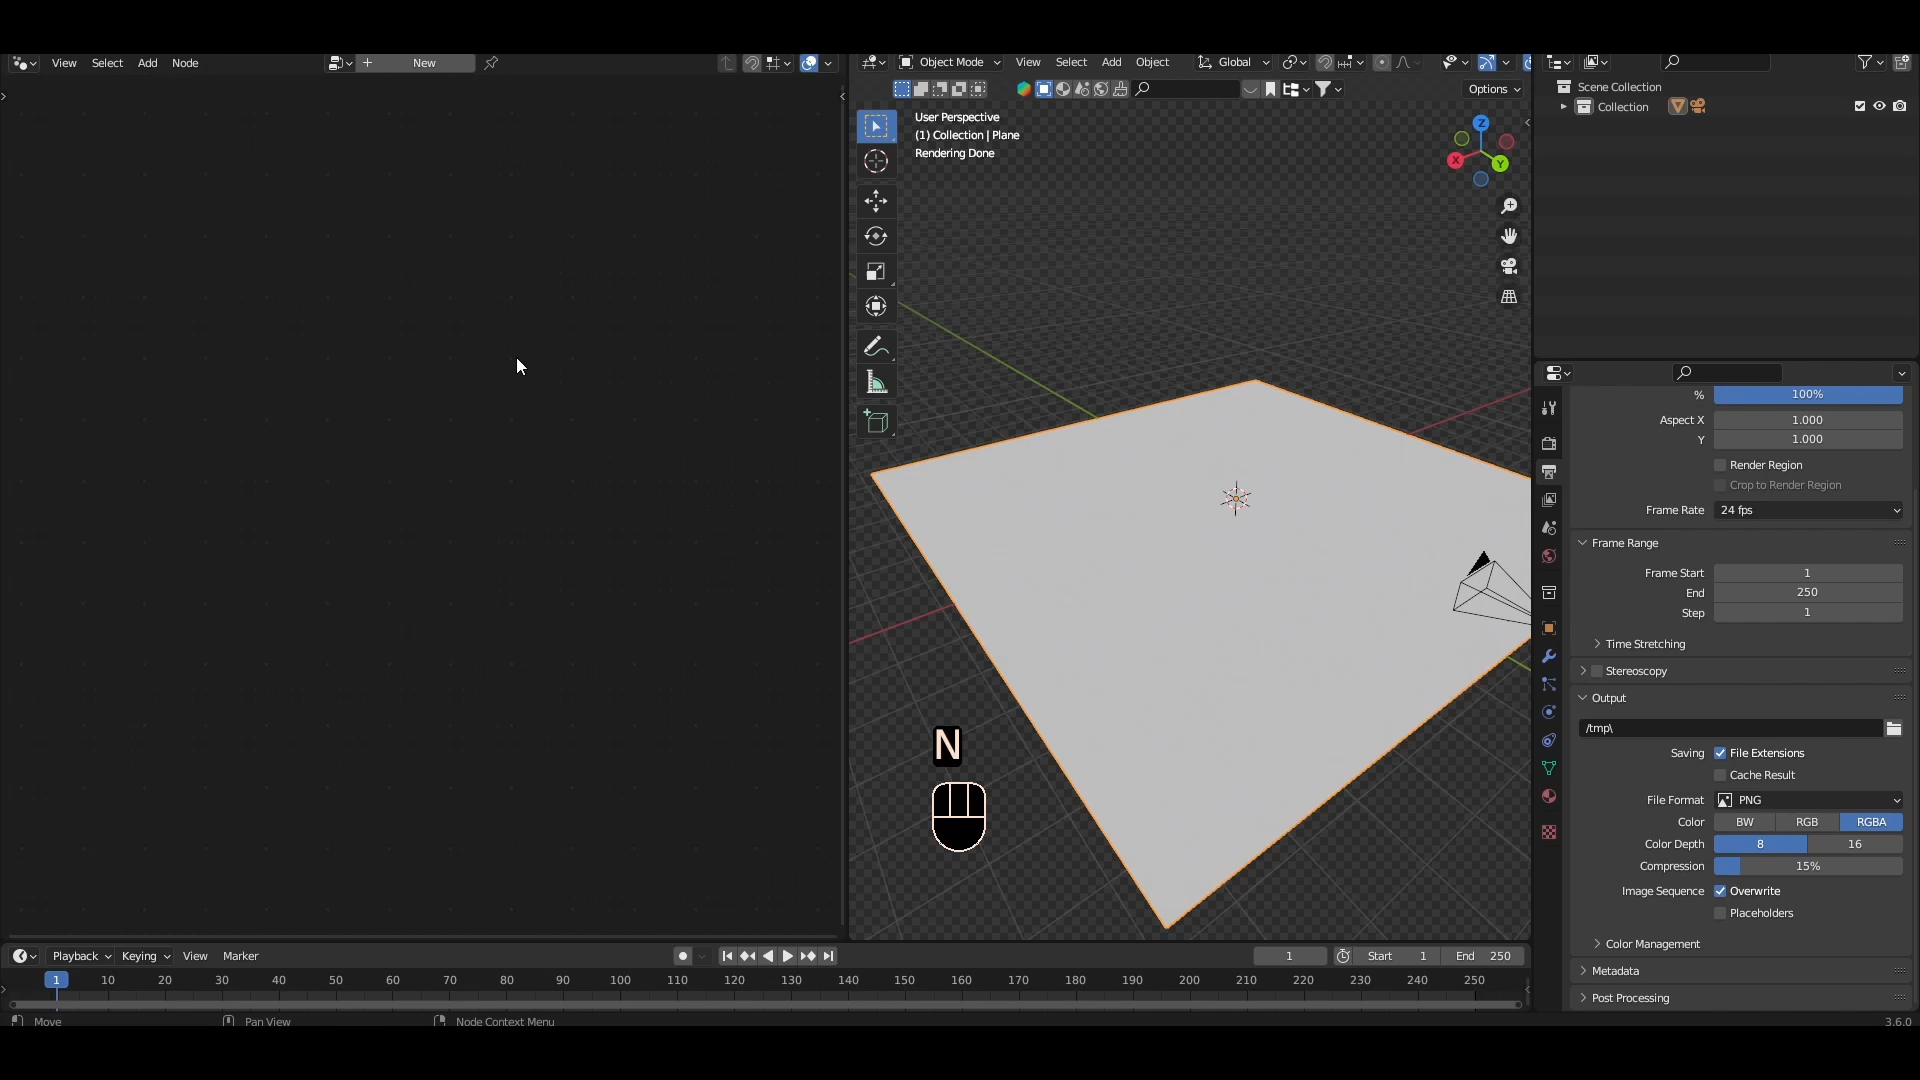 View Select Add Node
New
Object Mode View Select Add Object Global
Options
User Perspective
(1) Collection | Plane
Rendering Done
Z
X
Y
N
Scene Collection
Collection
% 100%
Aspect X 1.000
Y 1.000
Render Region
Crop to Render Region
Frame Rate 24 fps
Frame Range
Frame Start 1
End 250
Step 1
Time Stretching
Stereoscopy
Output
/tmp\
Saving File Extensions
Cache Result
File Format PNG
Color BW RGB RGBA
Color Depth 8 16
Compression 15%
Image Sequence Overwrite
Placeholders
Color Management
Metadata
Post Processing
Playback Keying View Marker
1 Start 1 End 250
1 10 20 30 40 50 60 70 80 90 100 110 120 130 140 150 160 170 180 190 200 210 220 230 240 250
Move Pan View Node Context Menu
3.6.0